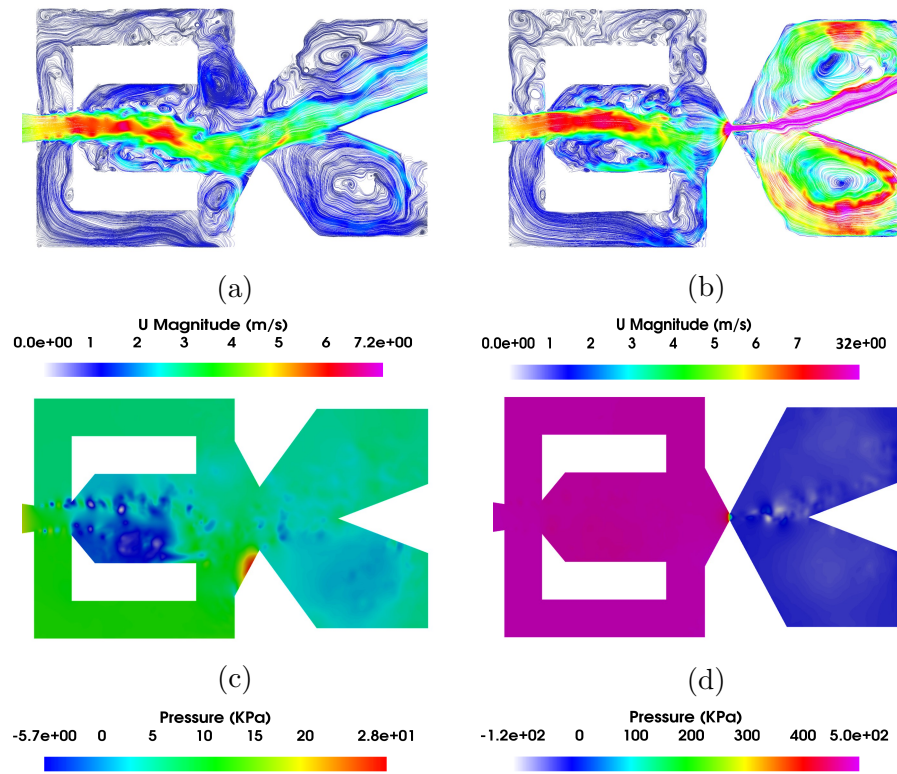 (a) (b)
U Magnitude (m/s) U Magnitude (m/s)
0.0e+00 1 2 3 4 5 6 7.2e+00 0.0e+00 1 2 3 4 5 6 7 32e+00
(c) (d)
Pressure (KPa) Pressure (KPa)
-5.7e+00 0 5 10 15 20 2.8e+01 -1.2e+02 0 100 200 300 400 5.0e+02